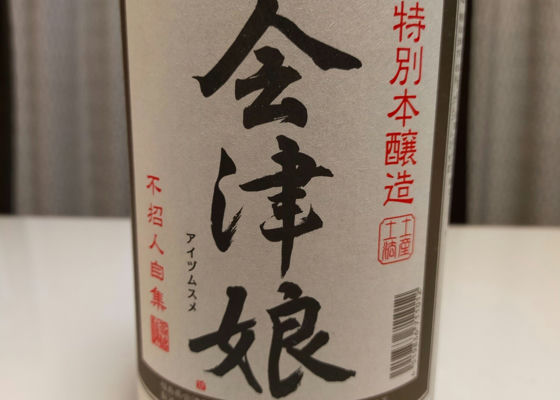 特別本醸造
土産土滴
会津娘
アイヅムスメ
不招人自集